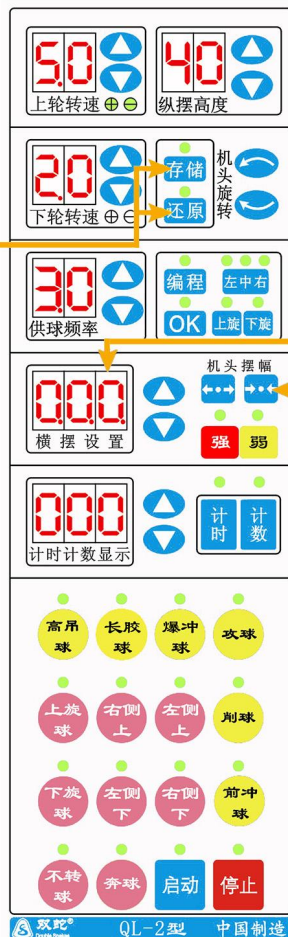 5.0 40
上轮转速⊕⊖ 纵摆高度
2.0 存储 机头旋转
下轮转速⊕⊖ 还原
3.0 编程 左中右
供球频率 OK 上旋 下旋
机头摆幅
0.0.0
横摆设置 强 弱
000 计时 计数
计时计数显示
高吊球 长胶球 爆冲球 攻球
上旋球 右侧上 左侧上 削球
下旋球 左侧下 右侧下 前冲球
不转球 奔球 启动 停止
双蛇® QL-2型 中国制造